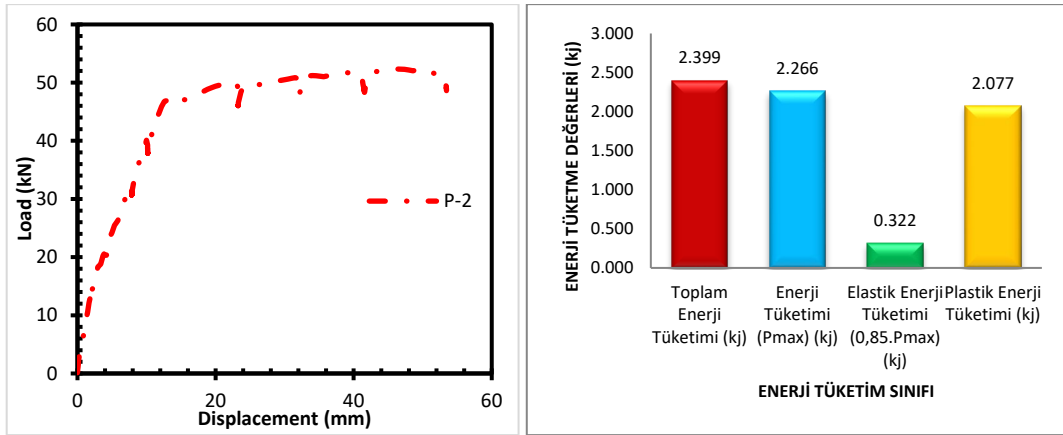 60
50
40
30
20
10
0
Load (kN)
P-2
0
20
40
60
Displacement (mm)
3.000
2.500
2.000
1.500
1.000
0.500
0.000
ENERJİ TÜKETME DEĞERLERİ (kj)
2.399
2.266
0.322
2.077
Toplam
Enerji
Tüketimi (kj)
Enerji
Tüketimi
(Pmax) (kj)
Elastik Enerji
Tüketimi
(0,85.Pmax)
(kj)
Plastik Enerji
Tüketimi (kj)
ENERJİ TÜKETİM SINIFI